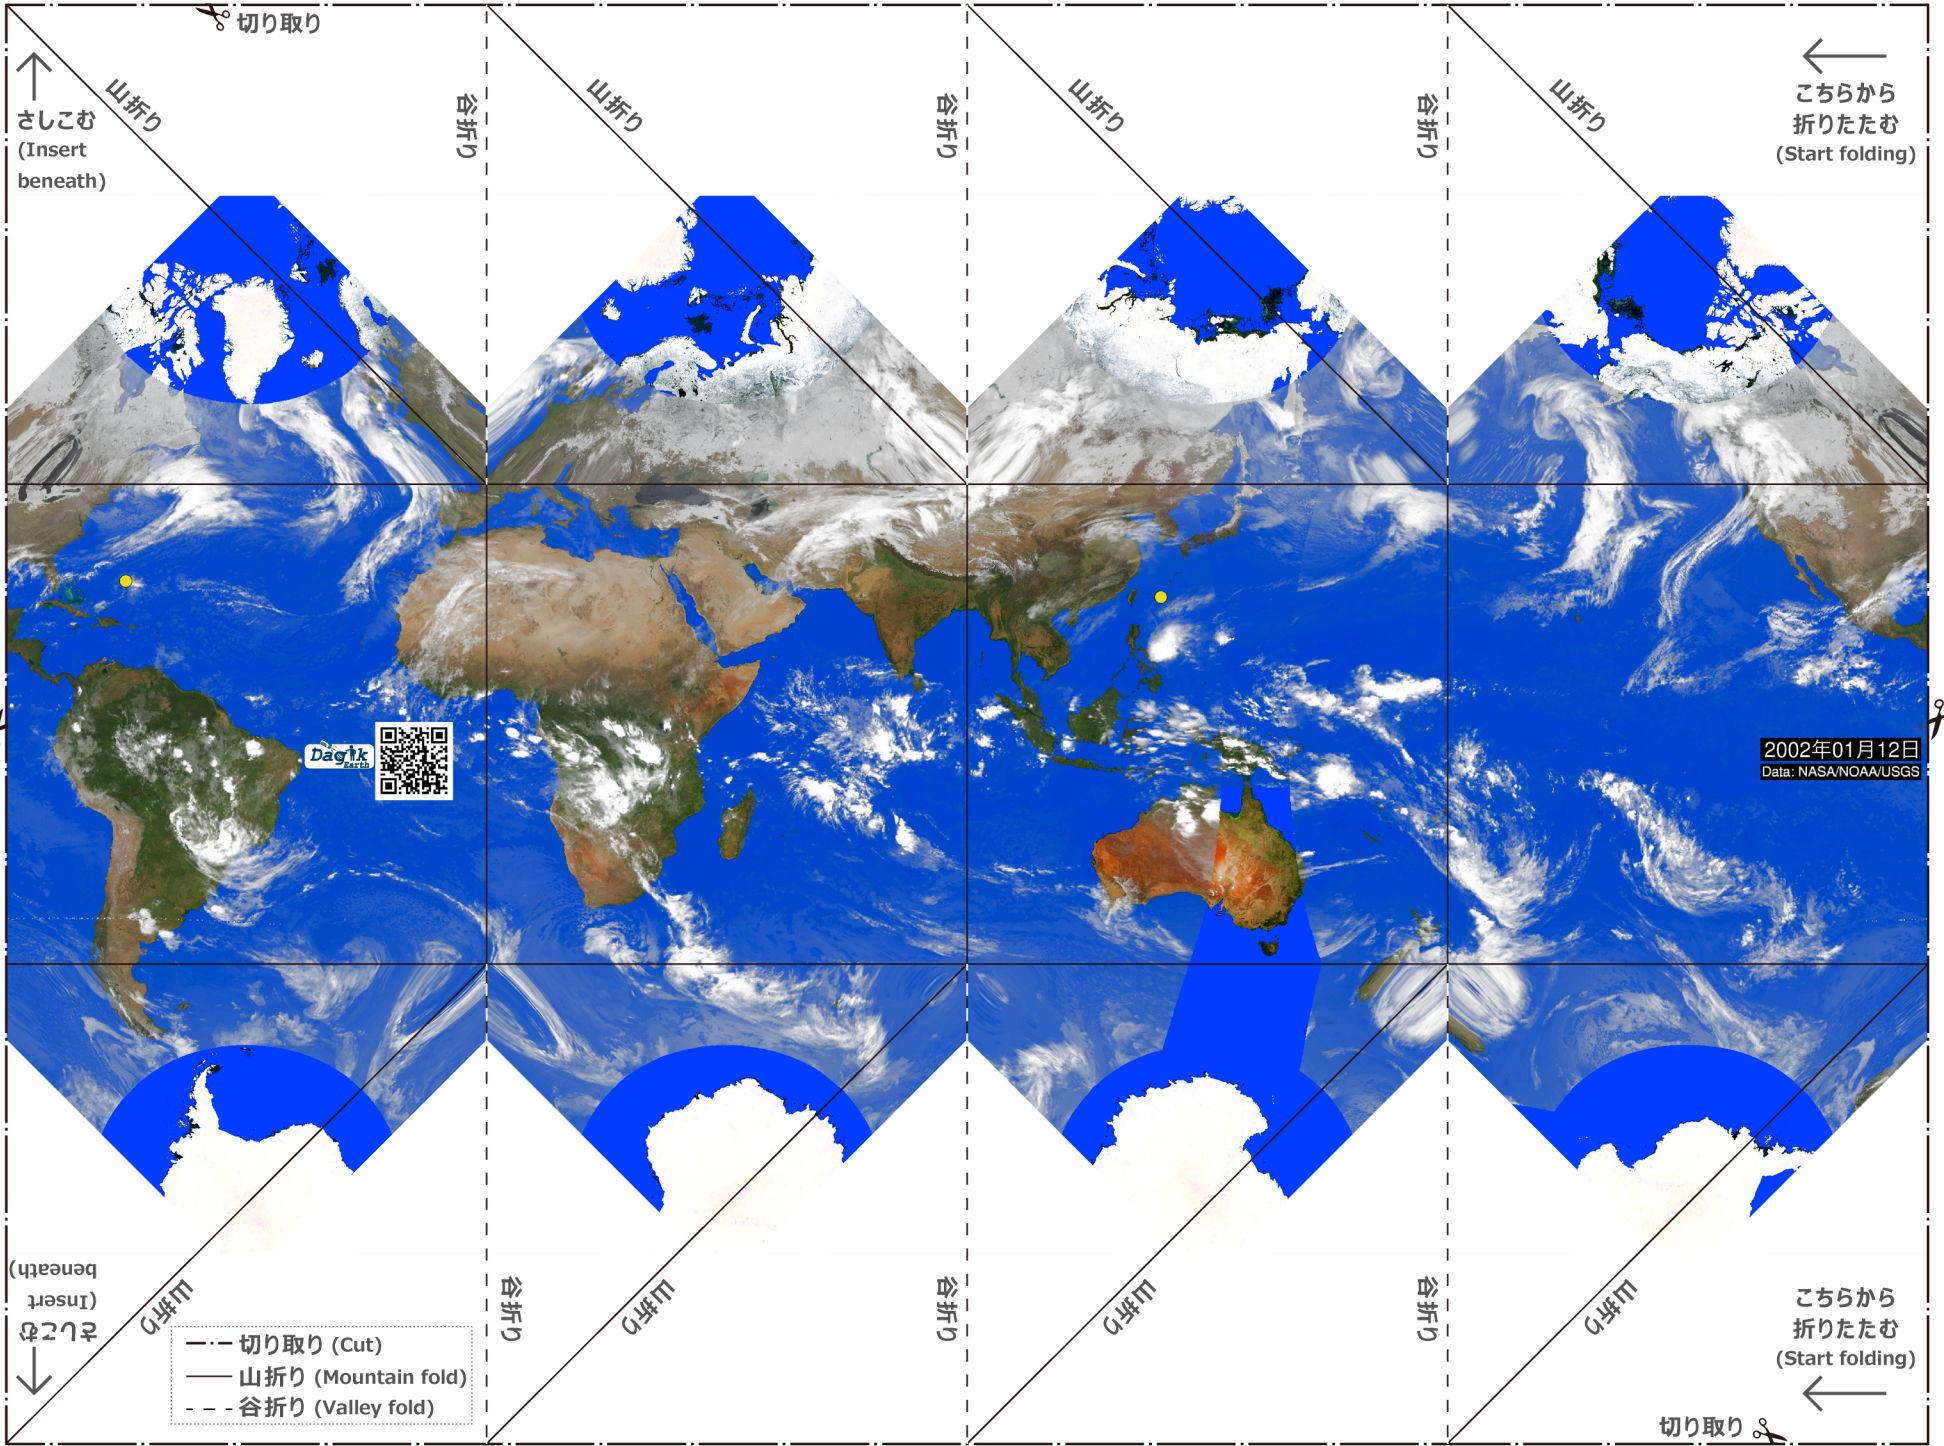 切り取り
山折り
谷折り
山折り
谷折り
山折り
谷折り
山折り
さしこむ
(Insert
beneath)
こちらから
折りたたむ
(Start folding)
Dagik
Earth
2002年01月12日
Data: NASA/NOAA/USGS
さしこむ
(Insert
beneath)
山折り
谷折り
山折り
谷折り
山折り
谷折り
山折り
こちらから
折りたたむ
(Start folding)
切り取り (Cut)
山折り (Mountain fold)
谷折り (Valley fold)
切り取り